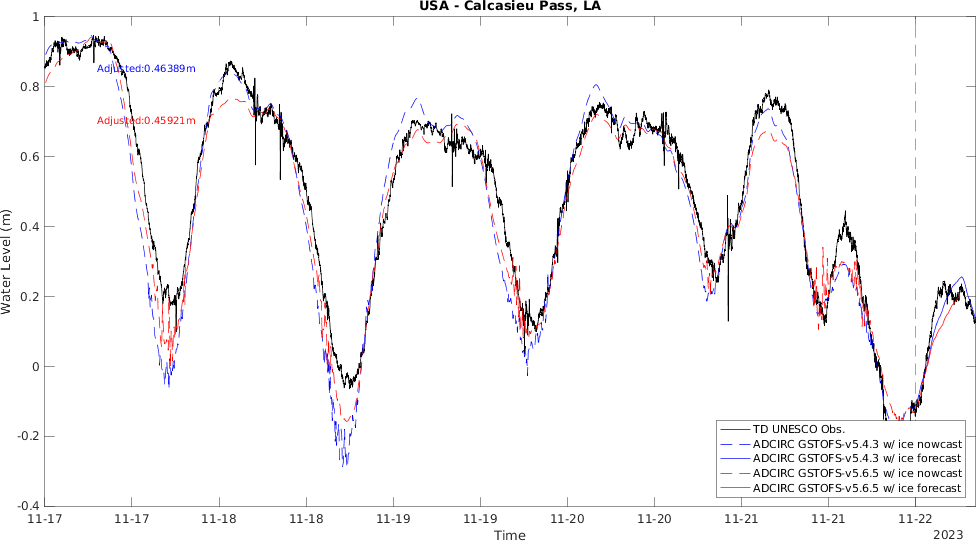 USA - Calcasieu Pass, LA
1
0.8
0.6
0.4
0.2
0
-0.2
-0.4
Water Level (m)
Adjusted:0.46389m
Adjusted:0.45921m
TD UNESCO Obs.
ADCIRC GSTOFS-v5.4.3 w/ ice nowcast
ADCIRC GSTOFS-v5.4.3 w/ ice forecast
ADCIRC GSTOFS-v5.6.5 w/ ice nowcast
ADCIRC GSTOFS-v5.6.5 w/ ice forecast
11-17 11-17 11-18 11-18 11-19 11-19 11-20 11-20 11-21 11-21 11-22
Time
2023